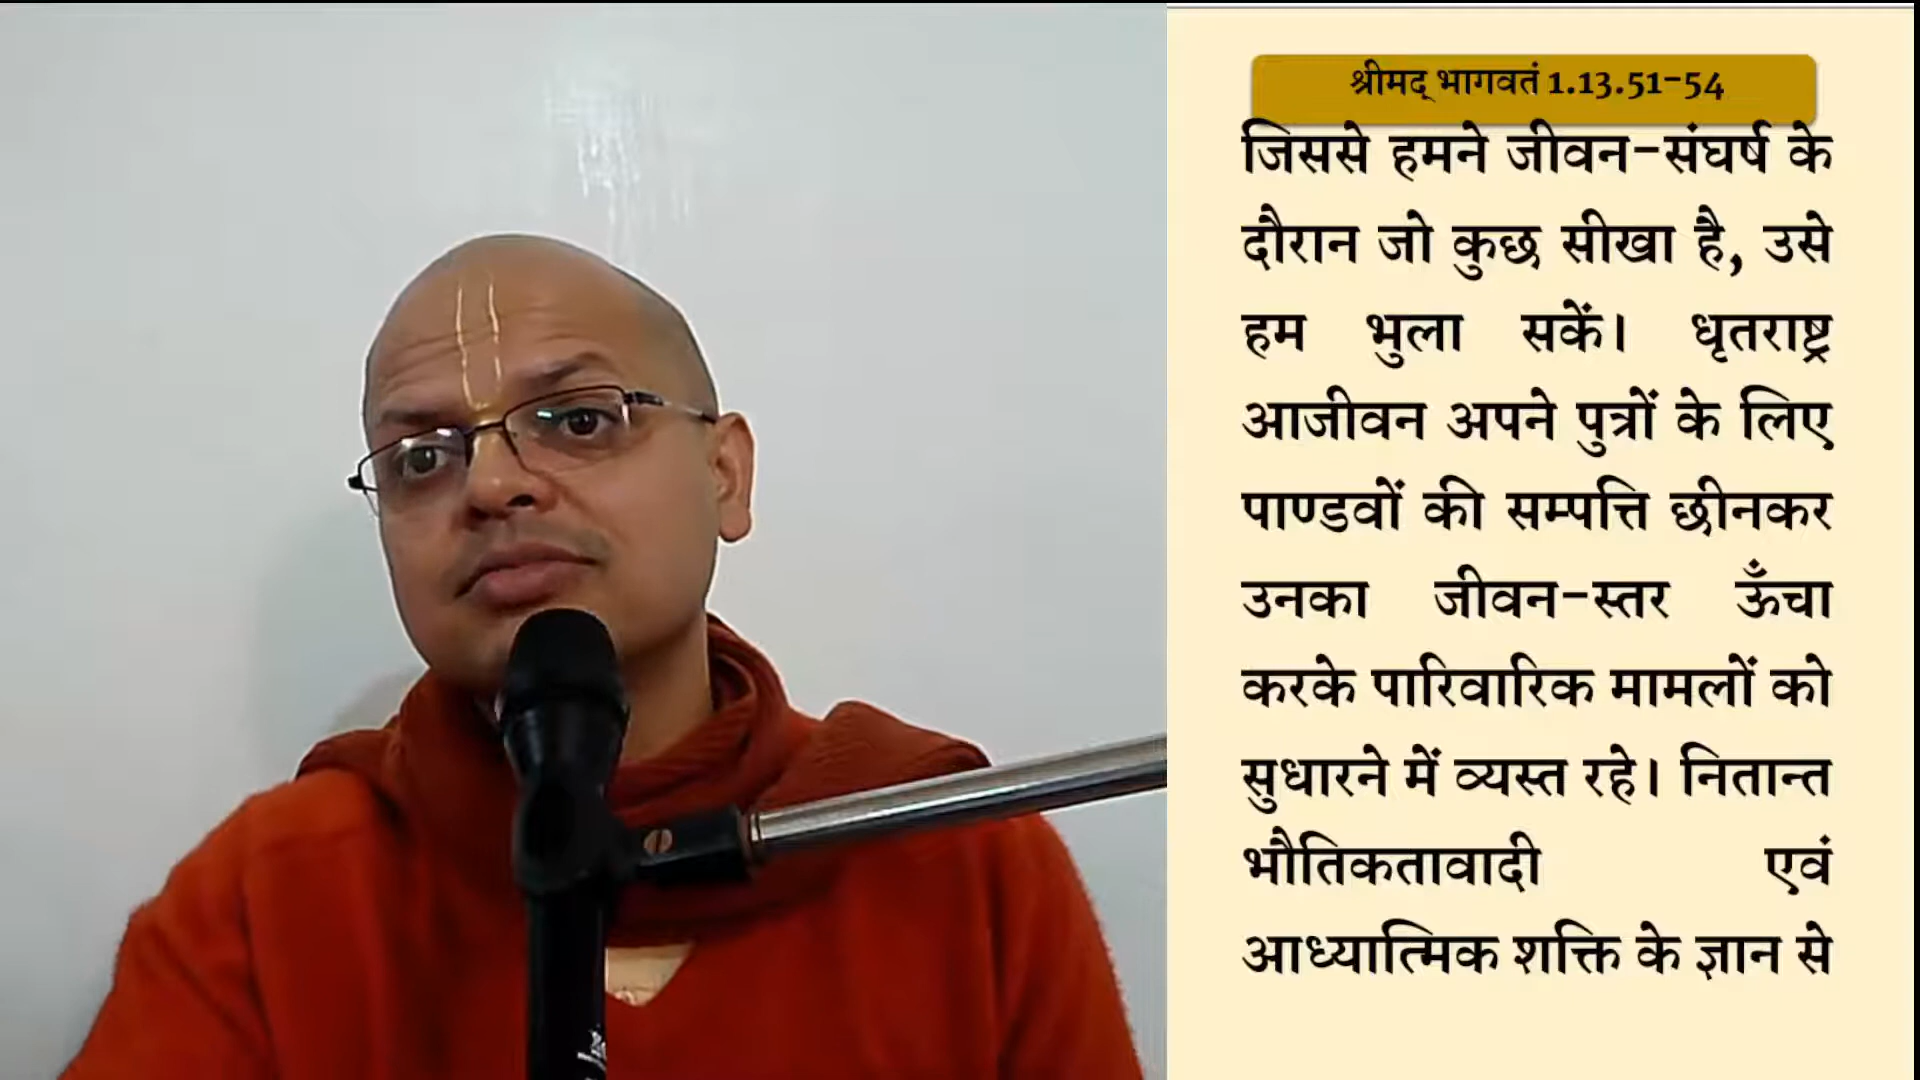 श्रीमद् भागवतं 1.13.51-54
जिससे हमने जीवन-संघर्ष के
दौरान जो कुछ सीखा है, उसे
हम भुला सकें। धृतराष्ट्र
आजीवन अपने पुत्रों के लिए
पाण्डवों की सम्पत्ति छीनकर
उनका जीवन-स्तर ऊँचा
करके पारिवारिक मामलों को
सुधारने में व्यस्त रहे। नितान्त
भौतिकतावादी एवं
आध्यात्मिक शक्ति के ज्ञान से